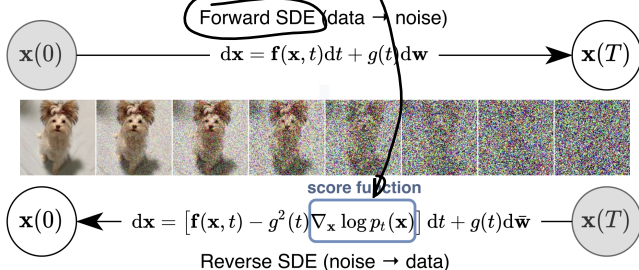 Forward SDE (data → noise)
x(0) dx = f(x, t)dt + g(t)dw x(T)
score function
x(0) dx = [f(x, t) − g²(t)∇ₓ log pₜ(x)] dt + g(t)dw̄ x(T)
Reverse SDE (noise → data)